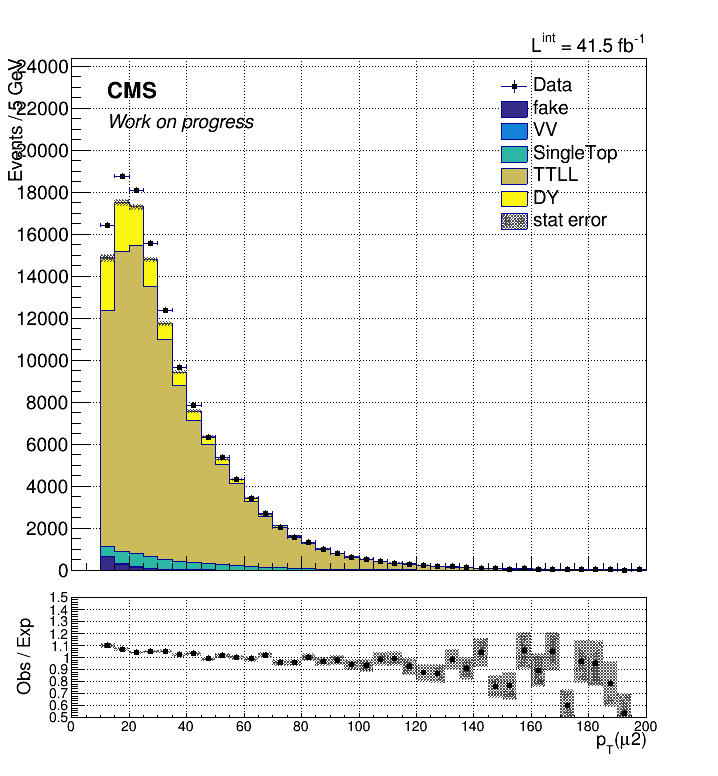 L^int = 41.5 fb^-1
Events / 5 GeV
24000
22000
20000
18000
16000
14000
12000
10000
8000
6000
4000
2000
0
CMS
Work on progress
Data
fake
VV
SingleTop
TTLL
DY
stat error
Obs / Exp
1.5
1.4
1.3
1.2
1.1
1
0.9
0.8
0.7
0.6
0.5
0 20 40 60 80 100 120 140 160 180 200
p_T(μ2)